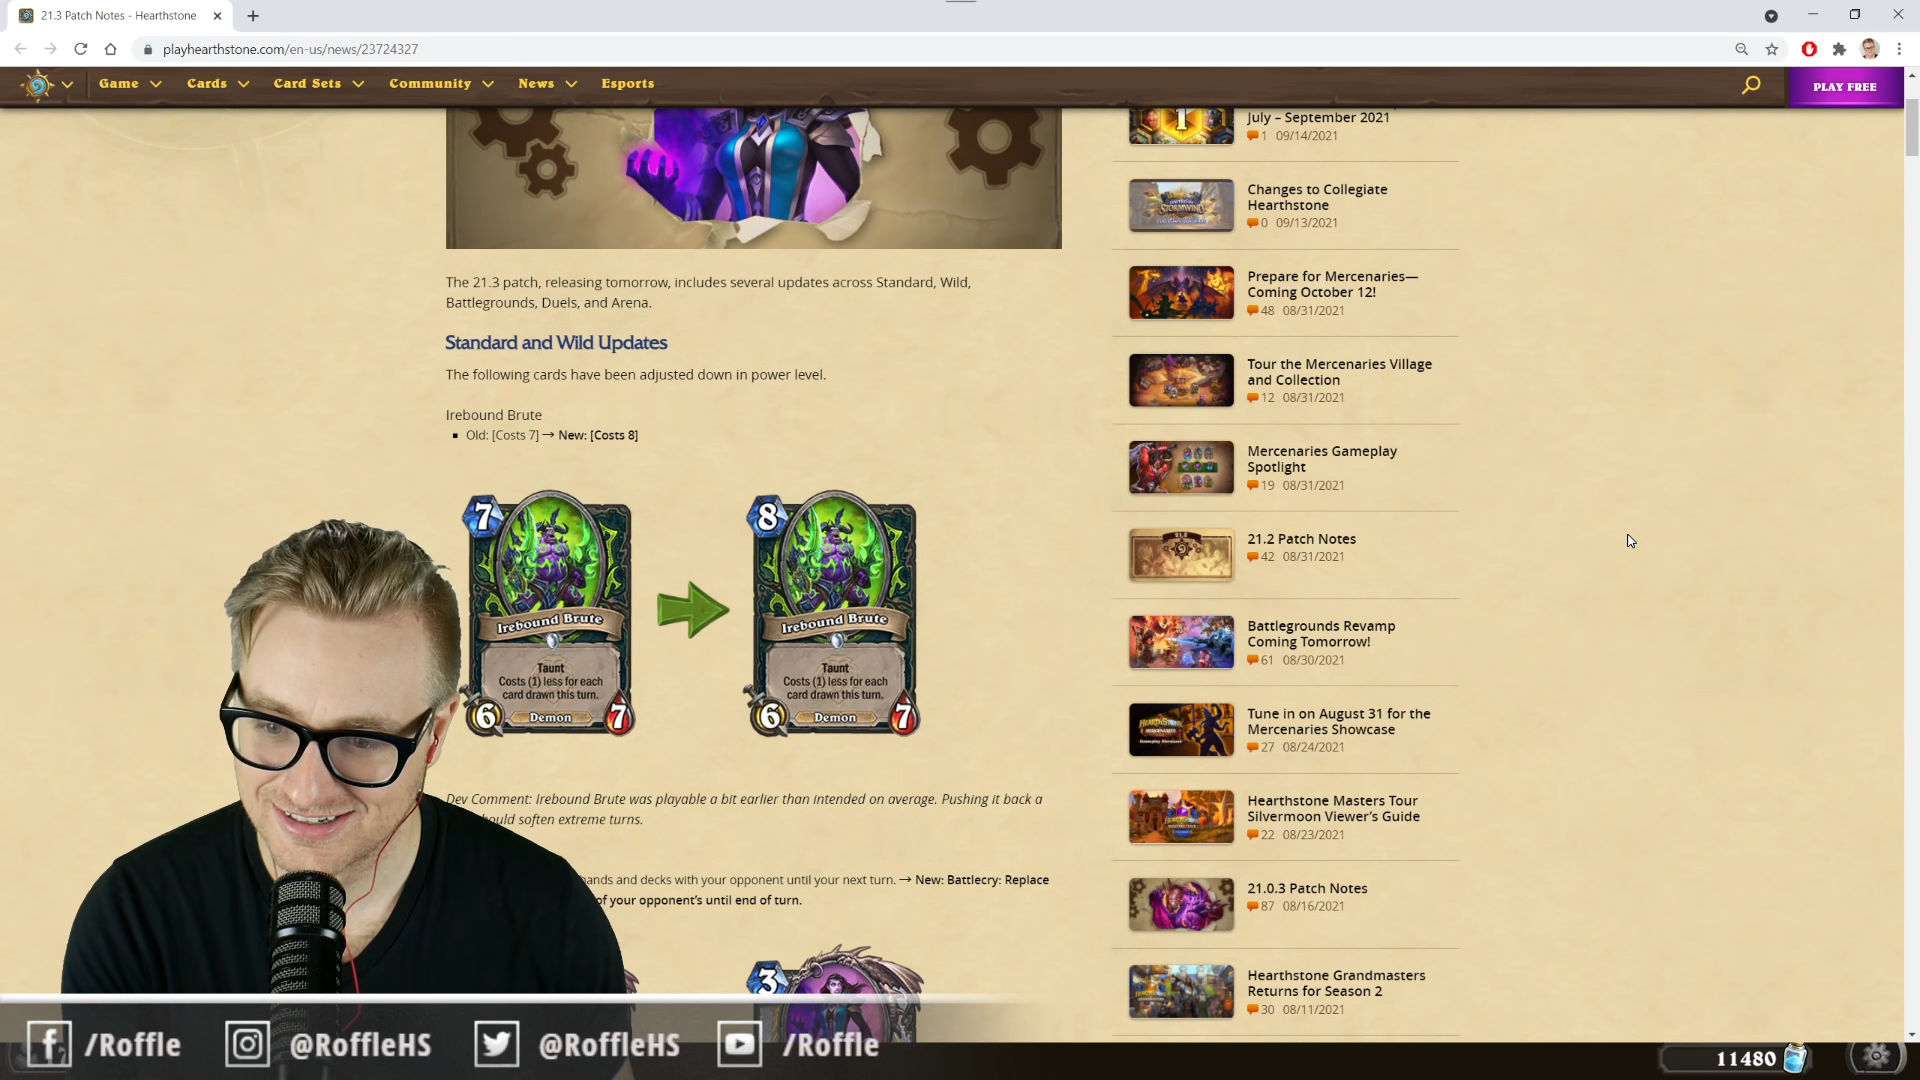 21.3 Patch Notes - Hearthstone
playhearthstone.com/en-us/news/23724327
Game Cards Card Sets Community News Esports
PLAY FREE
The 21.3 patch, releasing tomorrow, includes several updates across Standard, Wild,
Battlegrounds, Duels, and Arena.
Standard and Wild Updates
The following cards have been adjusted down in power level.
Irebound Brute
▪ Old: [Costs 7] → New: [Costs 8]
7
Irebound Brute
Taunt
Costs (1) less for each
card drawn this turn.
6 Demon 7
8
Irebound Brute
Taunt
Costs (1) less for each
card drawn this turn.
6 Demon 7
Dev Comment: Irebound Brute was playable a bit earlier than intended on average. Pushing it back a
should soften extreme turns.
hands and decks with your opponent until your next turn. → New: Battlecry: Replace
of your opponent's until end of turn.
3
1
July – September 2021
1 09/14/2021
Changes to Collegiate
Hearthstone
0 09/13/2021
Prepare for Mercenaries—
Coming October 12!
48 08/31/2021
Tour the Mercenaries Village
and Collection
12 08/31/2021
Mercenaries Gameplay
Spotlight
19 08/31/2021
21.2 Patch Notes
42 08/31/2021
Battlegrounds Revamp
Coming Tomorrow!
61 08/30/2021
Tune in on August 31 for the
Mercenaries Showcase
27 08/24/2021
Hearthstone Masters Tour
Silvermoon Viewer's Guide
22 08/23/2021
21.0.3 Patch Notes
87 08/16/2021
Hearthstone Grandmasters
Returns for Season 2
30 08/11/2021
/Roffle @RoffleHS @RoffleHS /Roffle
11480